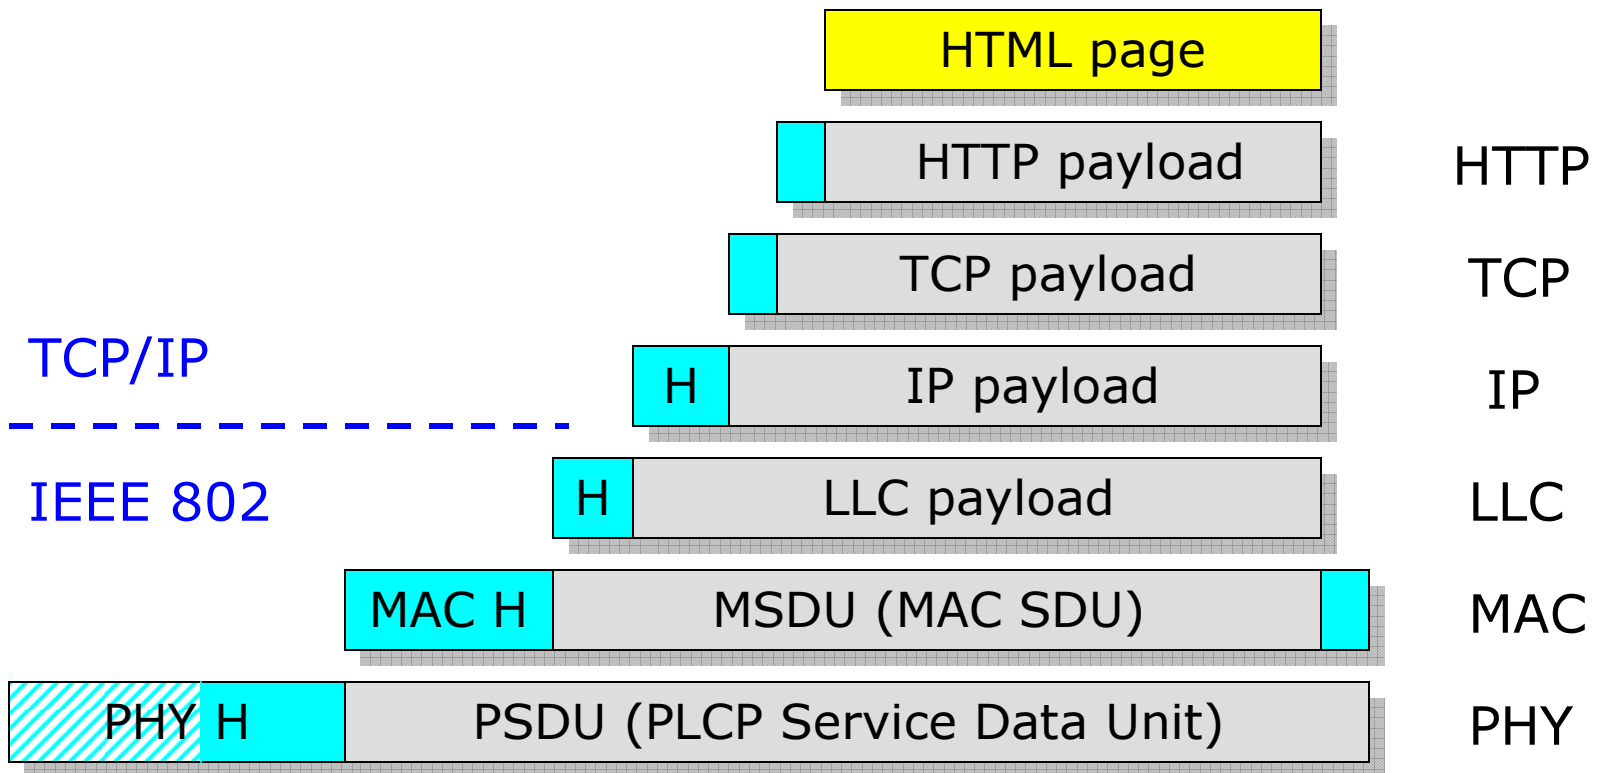 HTML page
HTTP payload HTTP
TCP payload TCP
TCP/IP
H IP payload IP
IEEE 802
H LLC payload LLC
MAC H MSDU (MAC SDU) MAC
PHY H PSDU (PLCP Service Data Unit) PHY